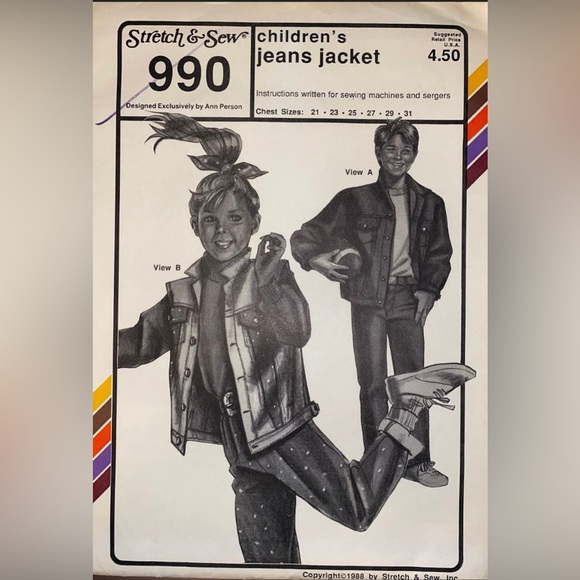 Stretch & Sew®
990
Designed Exclusively by Ann Person
children's
jeans jacket
Suggested
Retail Price
U.S.A.
4.50
Instructions written for sewing machines and sergers
Chest Sizes: 21 • 23 • 25 • 27 • 29 • 31
View A
View B
Copyright©1988 by Stretch & Sew, Inc.